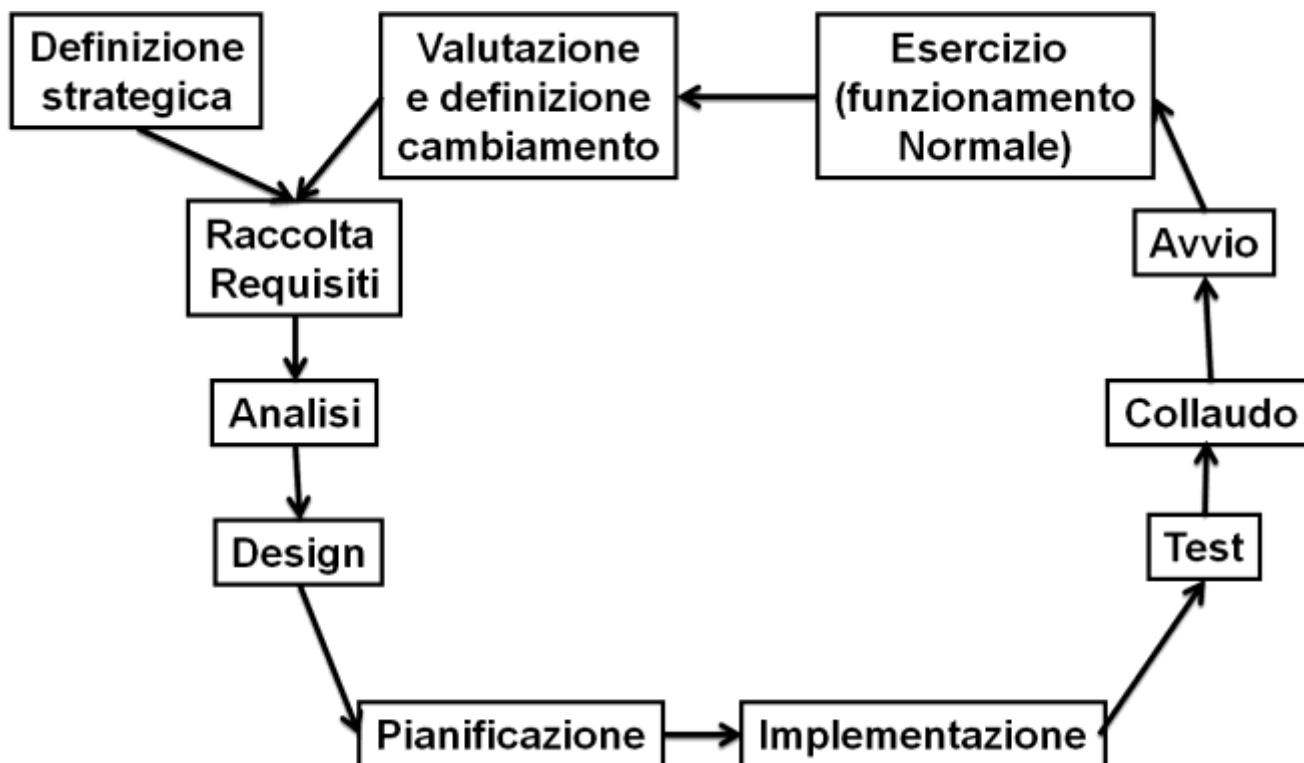 Definizione
strategica
Valutazione
e definizione
cambiamento
Esercizio
(funzionamento
Normale)
Raccolta
Requisiti
Avvio
Analisi
Collaudo
Design
Test
Pianificazione
Implementazione